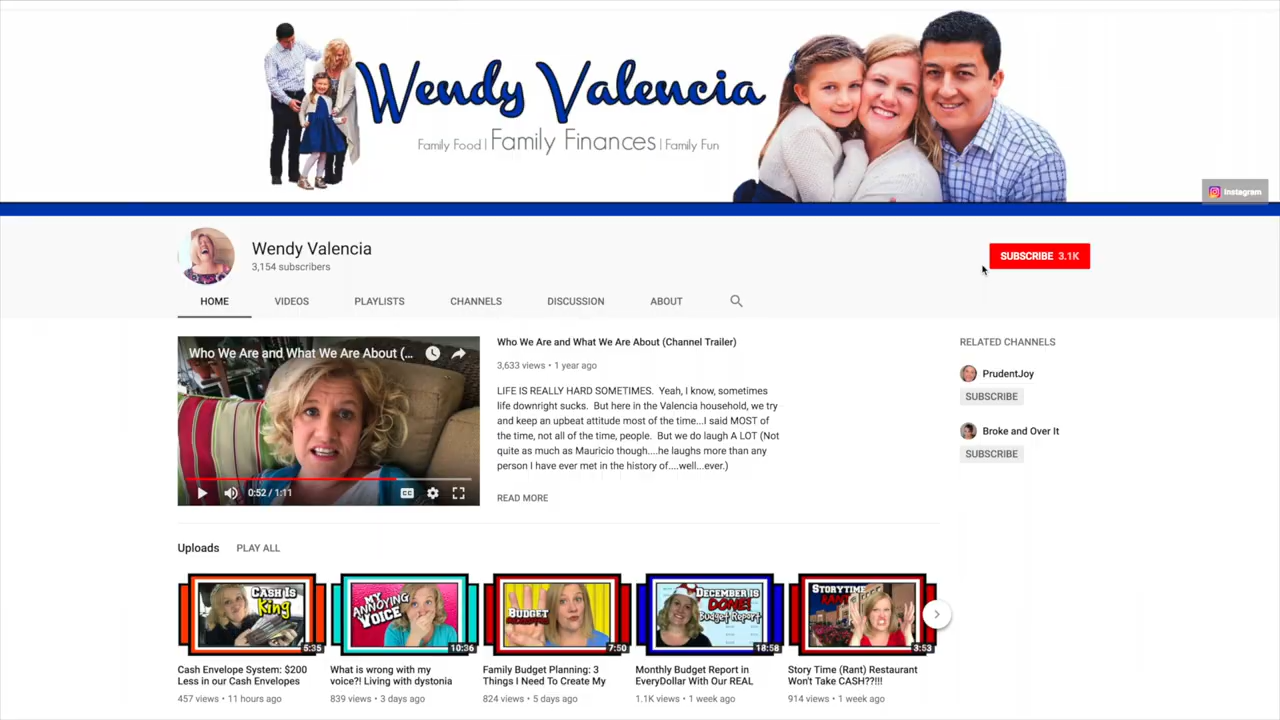 Wendy Valencia
Family Food | Family Finances | Family Fun
Instagram
Wendy Valencia
3,154 subscribers
SUBSCRIBE 3.1K
HOME VIDEOS PLAYLISTS CHANNELS DISCUSSION ABOUT
Who We Are and What We Are About (...
0:52 / 1:11
CC
Who We Are and What We Are About (Channel Trailer)
3,633 views • 1 year ago
LIFE IS REALLY HARD SOMETIMES. Yeah, I know, sometimes
life downright sucks. But here in the Valencia household, we try
and keep an upbeat attitude most of the time...I said MOST of
the time, not all of the time, people. But we do laugh A LOT (Not
quite as much as Mauricio though....he laughs more than any
person I have ever met in the history of....well...ever.)
READ MORE
RELATED CHANNELS
PrudentJoy
SUBSCRIBE
Broke and Over It
SUBSCRIBE
Uploads PLAY ALL
CASH IS
King
5:35
Cash Envelope System: $200
Less in our Cash Envelopes
457 views • 11 hours ago
MY
ANNOYING
VOICE
10:36
What is wrong with my
voice?! Living with dystonia
839 views • 3 days ago
BUDGET
7:50
Family Budget Planning: 3
Things I Need To Create My
824 views • 5 days ago
DECEMBER IS
DONE!
Budget Report
18:58
Monthly Budget Report in
EveryDollar With Our REAL
1.1K views • 1 week ago
STORYTIME
RANT
3:53
Story Time (Rant) Restaurant
Won't Take CASH??!!!
914 views • 1 week ago